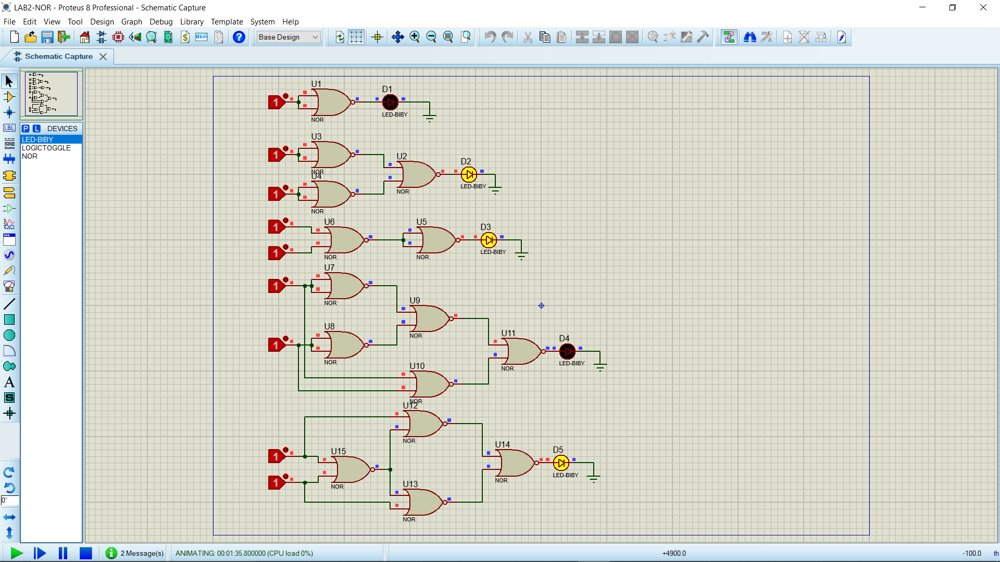 LAB2-NOR - Proteus 8 Professional - Schematic Capture
File Edit View Tool Design Graph Debug Library Template System Help
Base Design
Schematic Capture
P L DEVICES
LED-BIBY
LOGICTOGGLE
NOR
LBL
A
S
0°
U1
1
NOR
D1
LED-BIBY
U3
1
NOR
U4
1
NOR
U2
NOR
D2
LED-BIBY
U6
1
1
NOR
U5
NOR
D3
LED-BIBY
U7
1
NOR
U8
1
NOR
U9
NOR
U10
NOR
U11
NOR
D4
LED-BIBY
U12
NOR
U15
1
1
NOR
U13
NOR
U14
NOR
D5
LED-BIBY
2 Message(s)
ANIMATING: 00:01:35.800000 (CPU load 0%)
+4900.0
-100.0
th